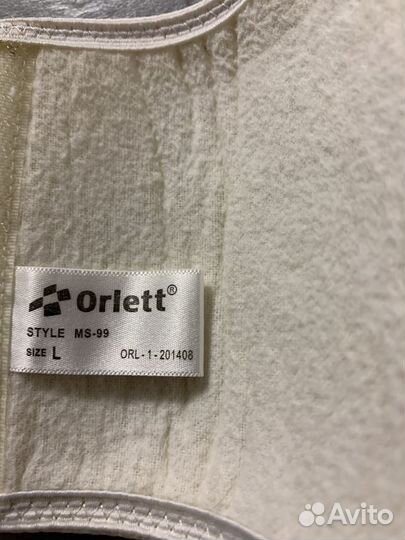 Orlett®
STYLE MS-99
SIZE L ORL-1-201408
Avito